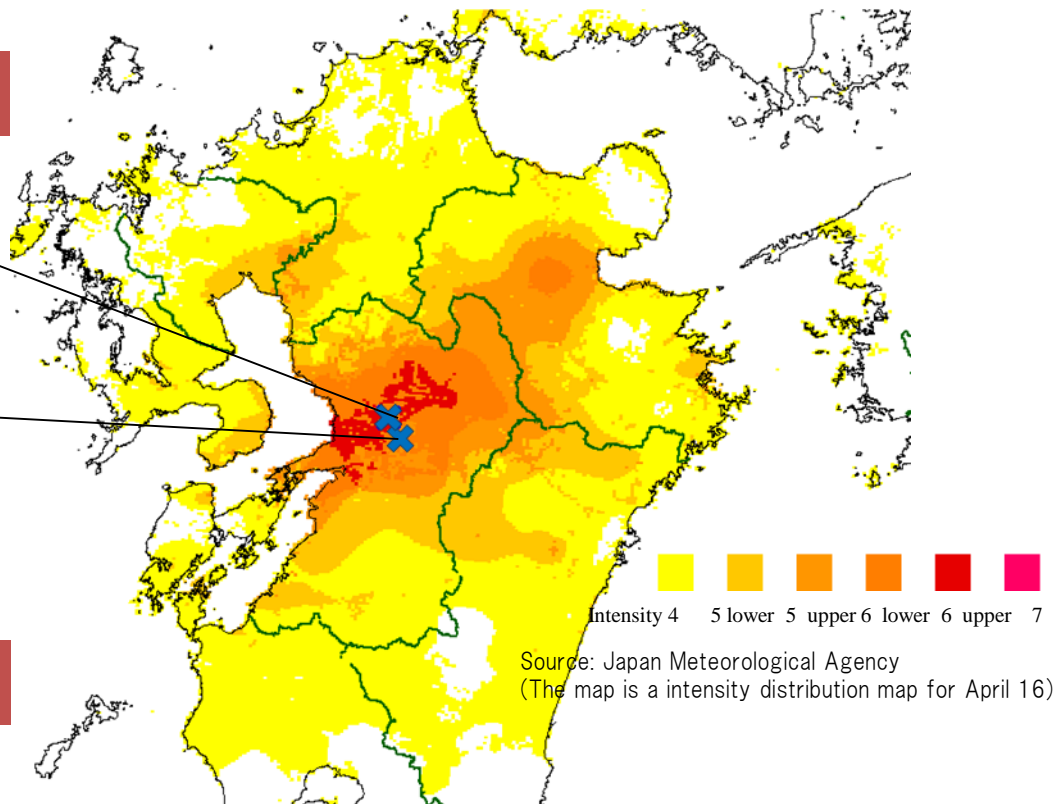 Intensity 4 5 lower 5 upper 6 lower 6 upper 7
Source: Japan Meteorological Agency
(The map is a intensity distribution map for April 16)